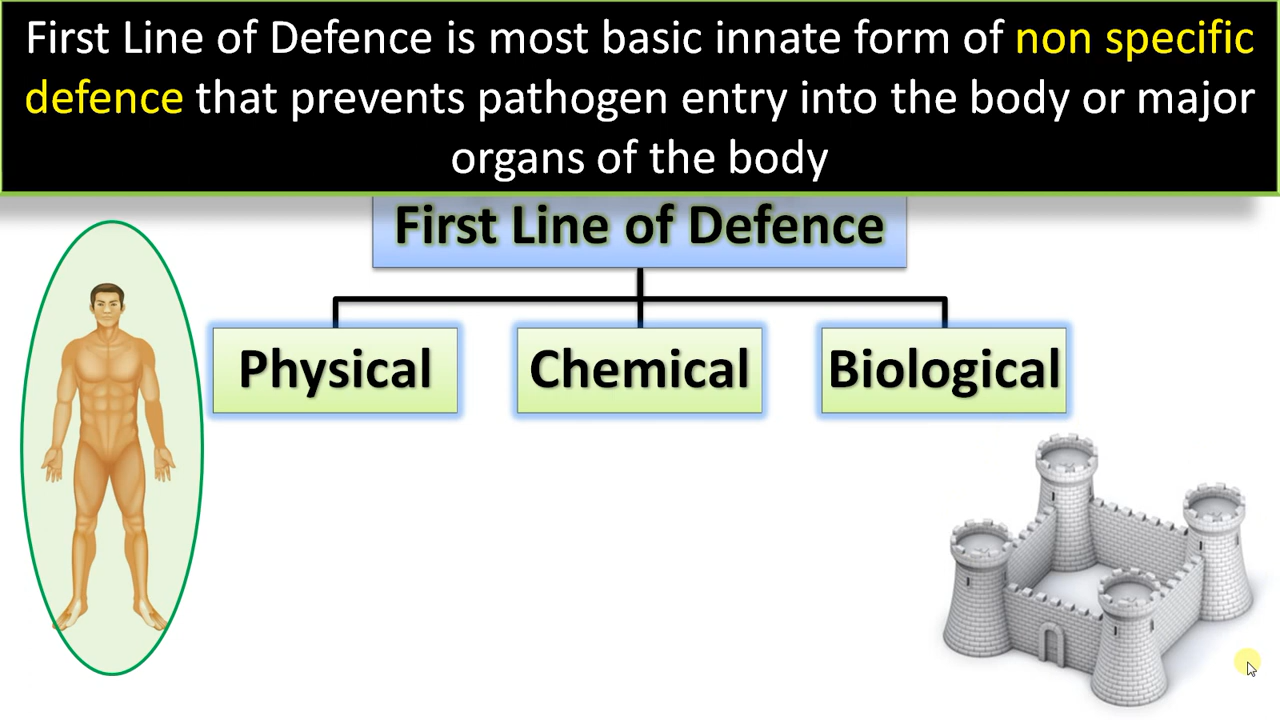 First Line of Defence is most basic innate form of non specific
defence that prevents pathogen entry into the body or major
organs of the body
First Line of Defence
Physical
Chemical
Biological